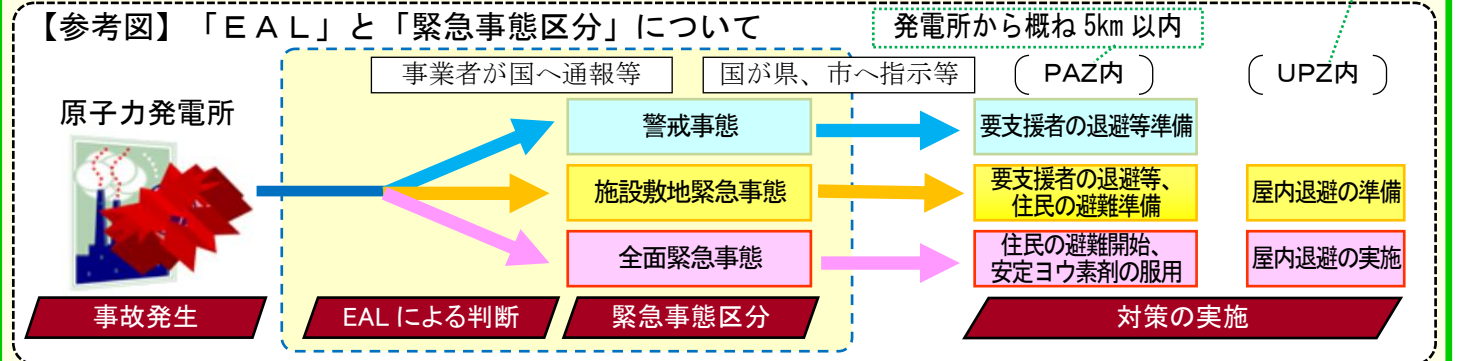 【参考図】「ＥＡＬ」と「緊急事態区分」について
発電所から概ね 5km 以内
事業者が国へ通報等
国が県、市へ指示等
（ PAZ内 ）
（ UPZ内 ）
原子力発電所
警戒事態
要支援者の退避等準備
施設敷地緊急事態
要支援者の退避等、
住民の避難準備
屋内退避の準備
全面緊急事態
住民の避難開始、
安定ヨウ素剤の服用
屋内退避の実施
事故発生
EAL による判断
緊急事態区分
対策の実施